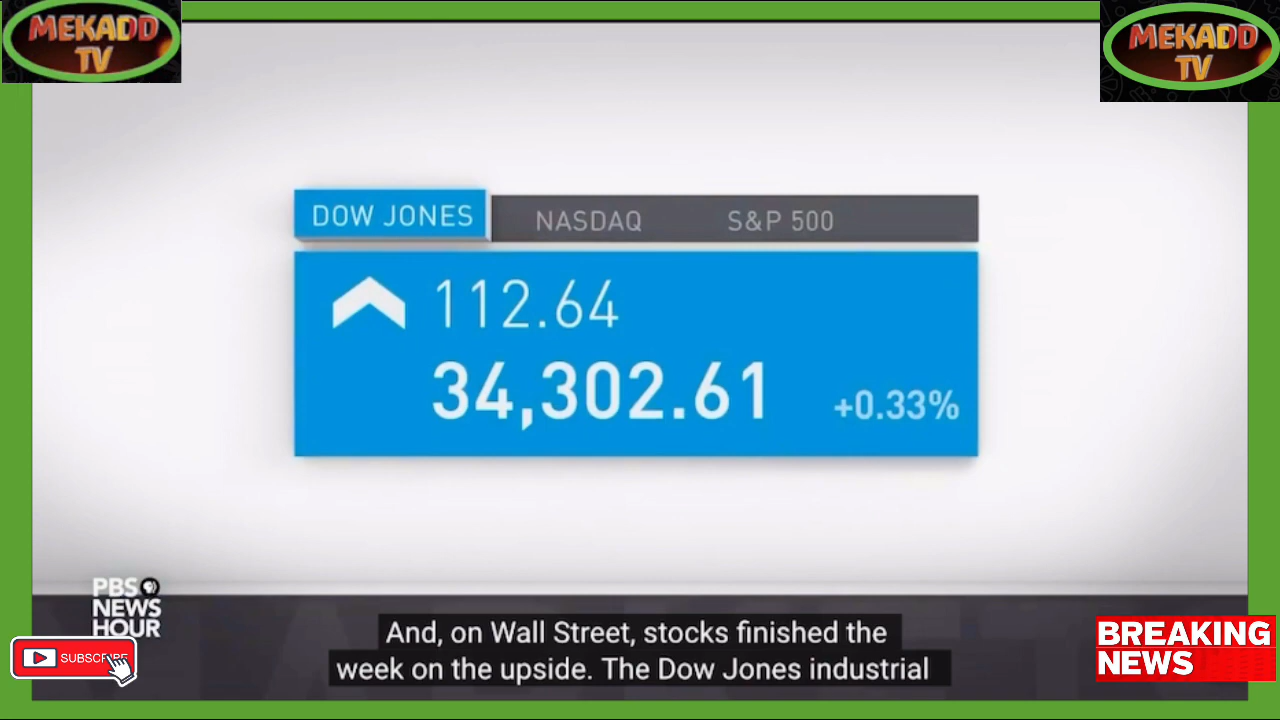 MEKADD
TV
MEKADD
TV
DOW JONES
NASDAQ
S&P 500
112.64
34,302.61
+0.33%
PBS
NEWS
HOUR
SUBSCRIBE
And, on Wall Street, stocks finished the
week on the upside. The Dow Jones industrial
BREAKING
NEWS